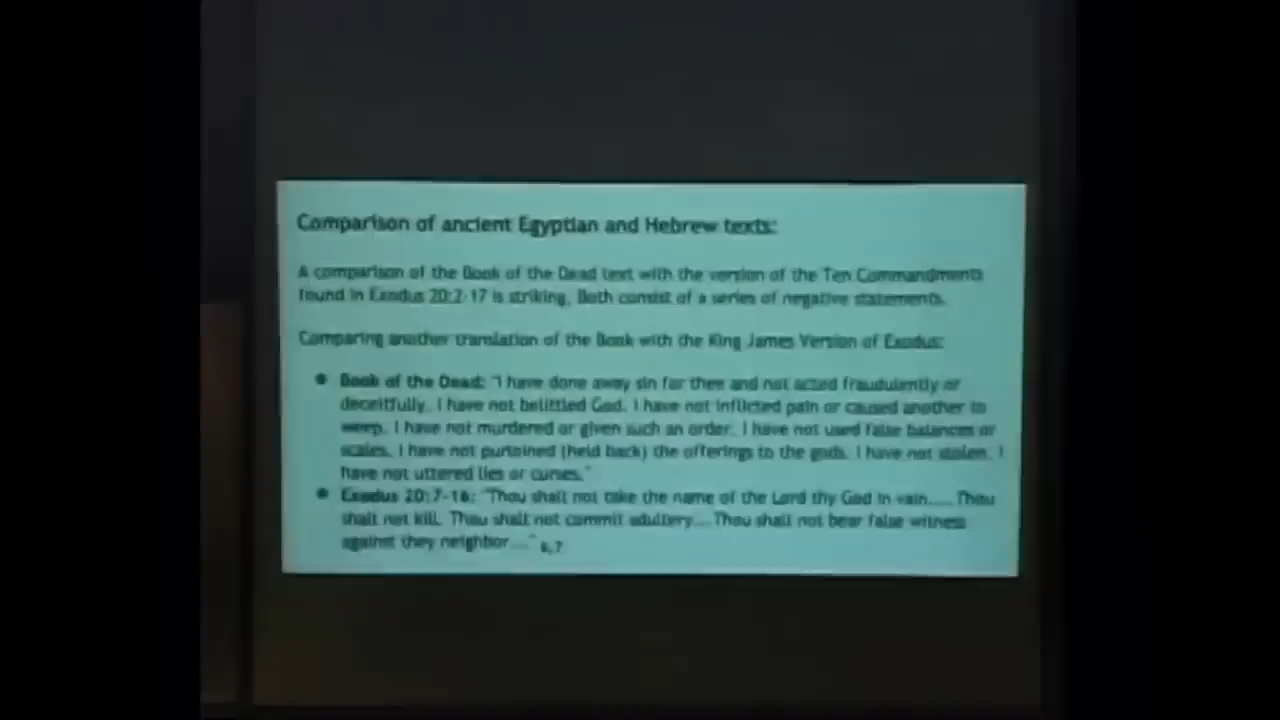 Comparison of ancient Egyptian and Hebrew texts:
A comparison of the Book of the Dead text with the version of the Ten Commandments
found in Exodus 20:2-17 is striking. Both consist of a series of negative statements.
Comparing another translation of the Book with the King James Version of Exodus:
• Book of the Dead: "I have done away sin for thee and not acted fraudulently or
deceitfully. I have not belittled God. I have not inflicted pain or caused another to
weep. I have not murdered or given such an order. I have not used false balances or
scales. I have not purloined (held back) the offerings to the gods. I have not stolen. I
have not uttered lies or curses."
• Exodus 20:7-16: "Thou shalt not take the name of the Lord thy God in vain.... Thou
shalt not kill. Thou shalt not commit adultery... Thou shalt not bear false witness
against they neighbor..." 6,7